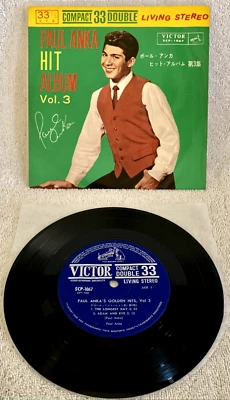 33
COMPACT 33 DOUBLE
LIVING STEREO
PAUL ANKA
HIT
ALBUM
Vol. 3
VICTOR
SCP-1067
ポール・アンカ
ヒット・アルバム 第3集
Paul Anka
VICTOR
COMPACT 33
DOUBLE
LIVING STEREO
SCP-1067
SIDE 1
PAUL ANKA'S GOLDEN HITS, Vol. 3
1. THE LONGEST DAY
2. ADAM AND EVE
(Paul Anka)
Paul Anka